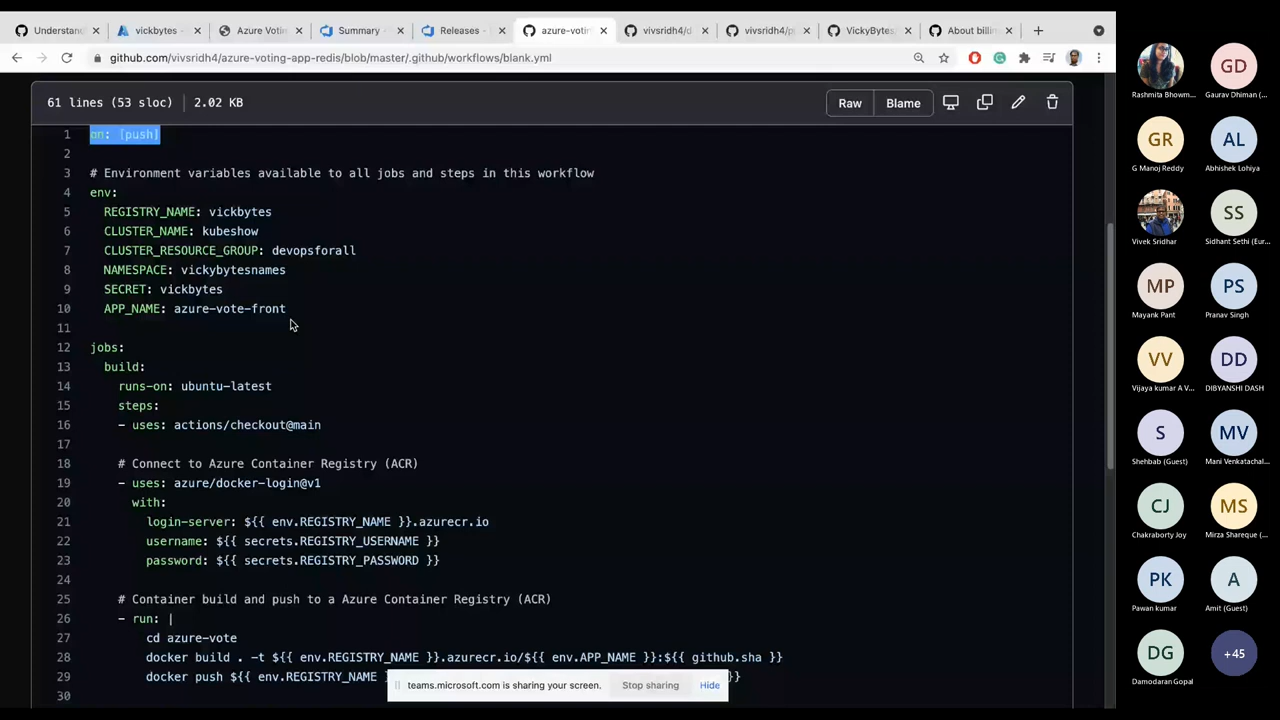 Understan
vickbytes -
Azure Votin
Summary -
Releases -
azure-votin
vivsridh4/d
vivsridh4/p
VickyBytes.
About billin
github.com/vivsridh4/azure-voting-app-redis/blob/master/.github/workflows/blank.yml
61 lines (53 sloc) 2.02 KB
Raw
Blame
1 on: [push]
2
3 # Environment variables available to all jobs and steps in this workflow
4 env:
5 REGISTRY_NAME: vickbytes
6 CLUSTER_NAME: kubeshow
7 CLUSTER_RESOURCE_GROUP: devopsforall
8 NAMESPACE: vickybytesnames
9 SECRET: vickbytes
10 APP_NAME: azure-vote-front
11
12 jobs:
13 build:
14 runs-on: ubuntu-latest
15 steps:
16 - uses: actions/checkout@main
17
18 # Connect to Azure Container Registry (ACR)
19 - uses: azure/docker-login@v1
20 with:
21 login-server: ${{ env.REGISTRY_NAME }}.azurecr.io
22 username: ${{ secrets.REGISTRY_USERNAME }}
23 password: ${{ secrets.REGISTRY_PASSWORD }}
24
25 # Container build and push to a Azure Container Registry (ACR)
26 - run: |
27 cd azure-vote
28 docker build . -t ${{ env.REGISTRY_NAME }}.azurecr.io/${{ env.APP_NAME }}:${{ github.sha }}
29 docker push ${{ env.REGISTRY_NAME }}
30
teams.microsoft.com is sharing your screen.
Stop sharing
Hide
Rashmita Bhowm...
GD
Gaurav Dhiman (...
GR
G Manoj Reddy
AL
Abhishek Lohiya
Vivek Sridhar
SS
Sidhant Sethi (Eur...
MP
Mayank Pant
PS
Pranav Singh
VV
Vijaya kumar A V...
DD
DIBYANSHI DASH
S
Shehbab (Guest)
MV
Mani Venkatachal...
CJ
Chakraborty Joy
MS
Mirza Shareque (...
PK
Pawan kumar
A
Amit (Guest)
DG
Damodaran Gopal
+45